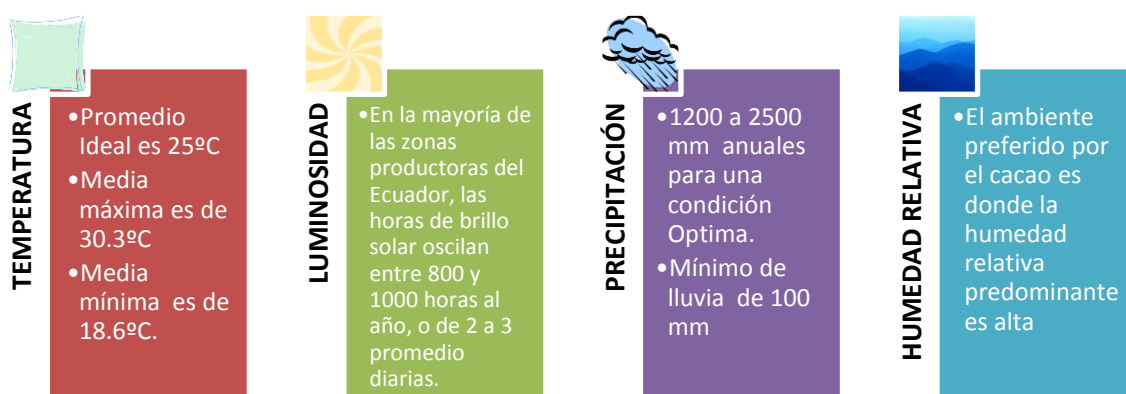 TEMPERATURA
•Promedio
Ideal es 25ºC
•Media
máxima es de
30.3ºC
•Media
mínima es de
18.6ºC.
LUMINOSIDAD
•En la mayoría de
las zonas
productoras del
Ecuador, las
horas de brillo
solar oscilan
entre 800 y
1000 horas al
año, o de 2 a 3
promedio
diarias.
PRECIPITACIÓN
•1200 a 2500
mm anuales
para una
condición
Optima.
•Mínimo de
lluvia de 100
mm
HUMEDAD RELATIVA
•El ambiente
preferido por
el cacao es
donde la
humedad
relativa
predominante
es alta